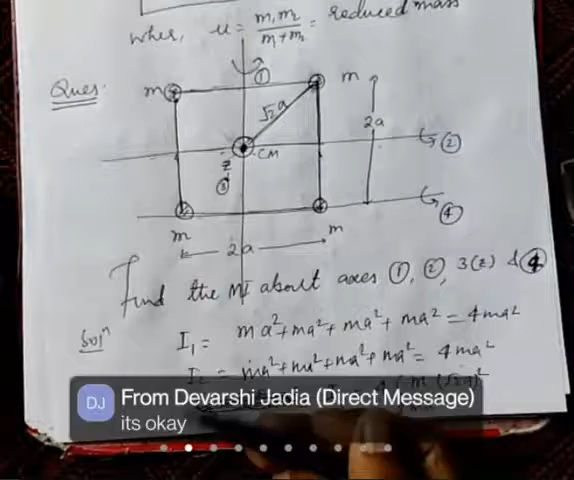 wher, μ = m₁m₂/m₁+m₂ = reduced mass
Ques.
m
①
m
√2a
2a
CM
②
z
③
④
m
m
2a
Find the MI about axes ①, ②, 3(z) & ④
Solⁿ
I₁ = ma²+ma²+ma²+ma² = 4ma²
ma²+ma²+ma²+ma² = 4ma²
DJ
From Devarshi Jadia (Direct Message)
its okay